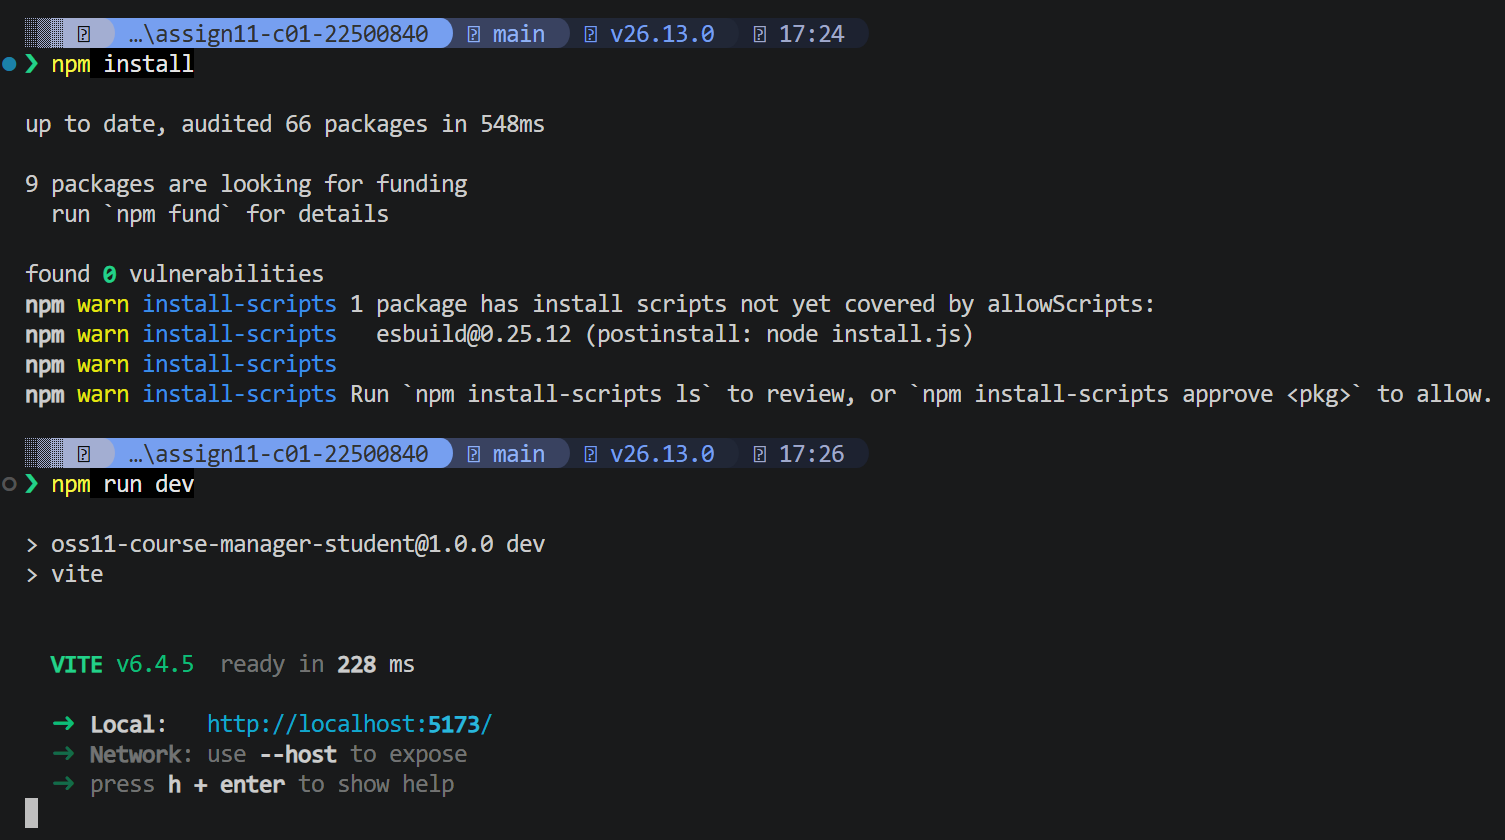 …\assign11-c01-22500840 main v26.13.0 17:24
❯ npm install
up to date, audited 66 packages in 548ms
9 packages are looking for funding
run `npm fund` for details
found 0 vulnerabilities
npm warn install-scripts 1 package has install scripts not yet covered by allowScripts:
npm warn install-scripts esbuild@0.25.12 (postinstall: node install.js)
npm warn install-scripts
npm warn install-scripts Run `npm install-scripts ls` to review, or `npm install-scripts approve <pkg>` to allow.
…\assign11-c01-22500840 main v26.13.0 17:26
❯ npm run dev
> oss11-course-manager-student@1.0.0 dev
> vite
VITE v6.4.5 ready in 228 ms
➜ Local: http://localhost:5173/
➜ Network: use --host to expose
➜ press h + enter to show help